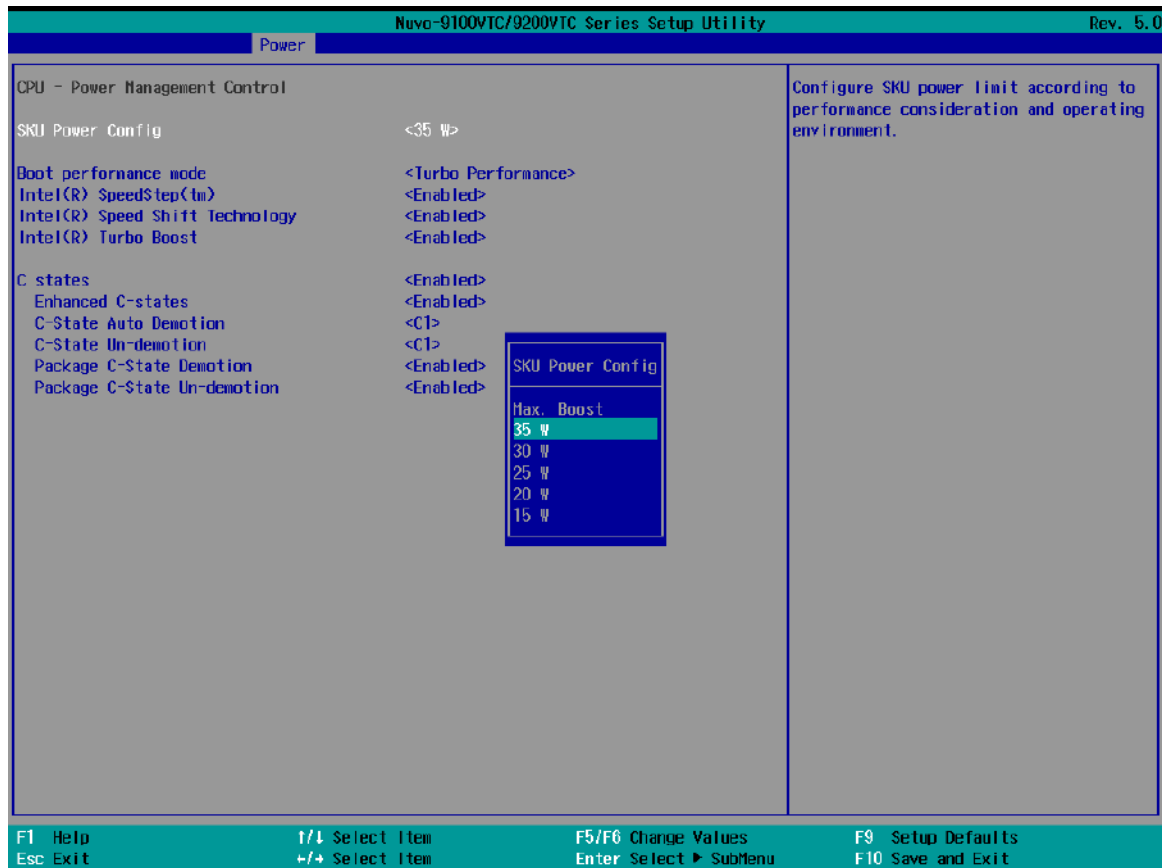 Nuvo-9100VTC/9200VTC Series Setup Utility Rev. 5.0
Power
CPU - Power Management Control
SKU Power Config <35 W>
Boot performance mode <Turbo Performance>
Intel(R) SpeedStep(tm) <Enabled>
Intel(R) Speed Shift Technology <Enabled>
Intel(R) Turbo Boost <Enabled>
C states <Enabled>
Enhanced C-states <Enabled>
C-State Auto Demotion <C1>
C-State Un-demotion <C1>
Package C-State Demotion <Enabled>
Package C-State Un-demotion <Enabled>
SKU Power Config
Max. Boost
35 W
30 W
25 W
20 W
15 W
Configure SKU power limit according to
performance consideration and operating
environment.
F1 Help ↑/↓ Select Item F5/F6 Change Values F9 Setup Defaults
Esc Exit ←/→ Select Item Enter Select ▶ SubMenu F10 Save and Exit